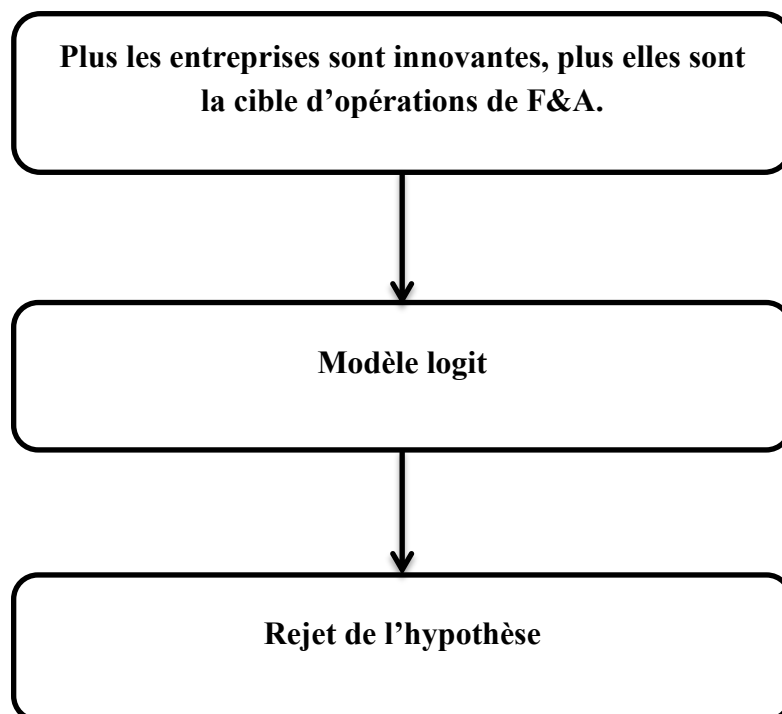 Plus les entreprises sont innovantes, plus elles sont
la cible d’opérations de F&A.
Modèle logit
Rejet de l’hypothèse